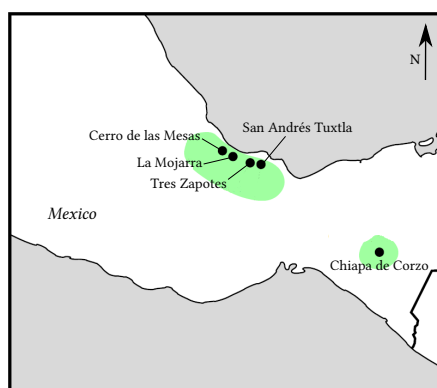 N
San Andrés Tuxtla
Cerro de las Mesas
La Mojarra
Tres Zapotes
Mexico
Chiapa de Corzo